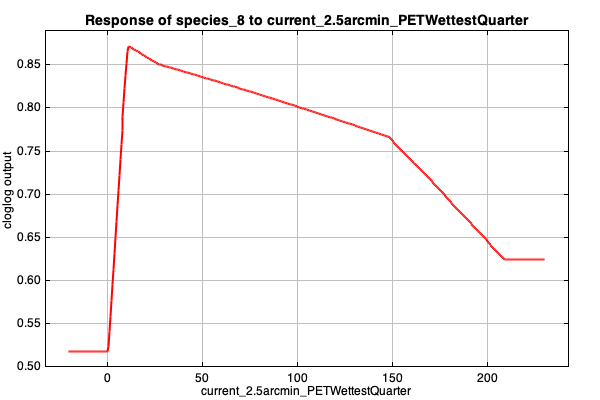 Response of species_8 to current_2.5arcmin_PETWettestQuarter
0.85
0.80
0.75
0.70
0.65
0.60
0.55
0.50
cloglog output
0 50 100 150 200
current_2.5arcmin_PETWettestQuarter